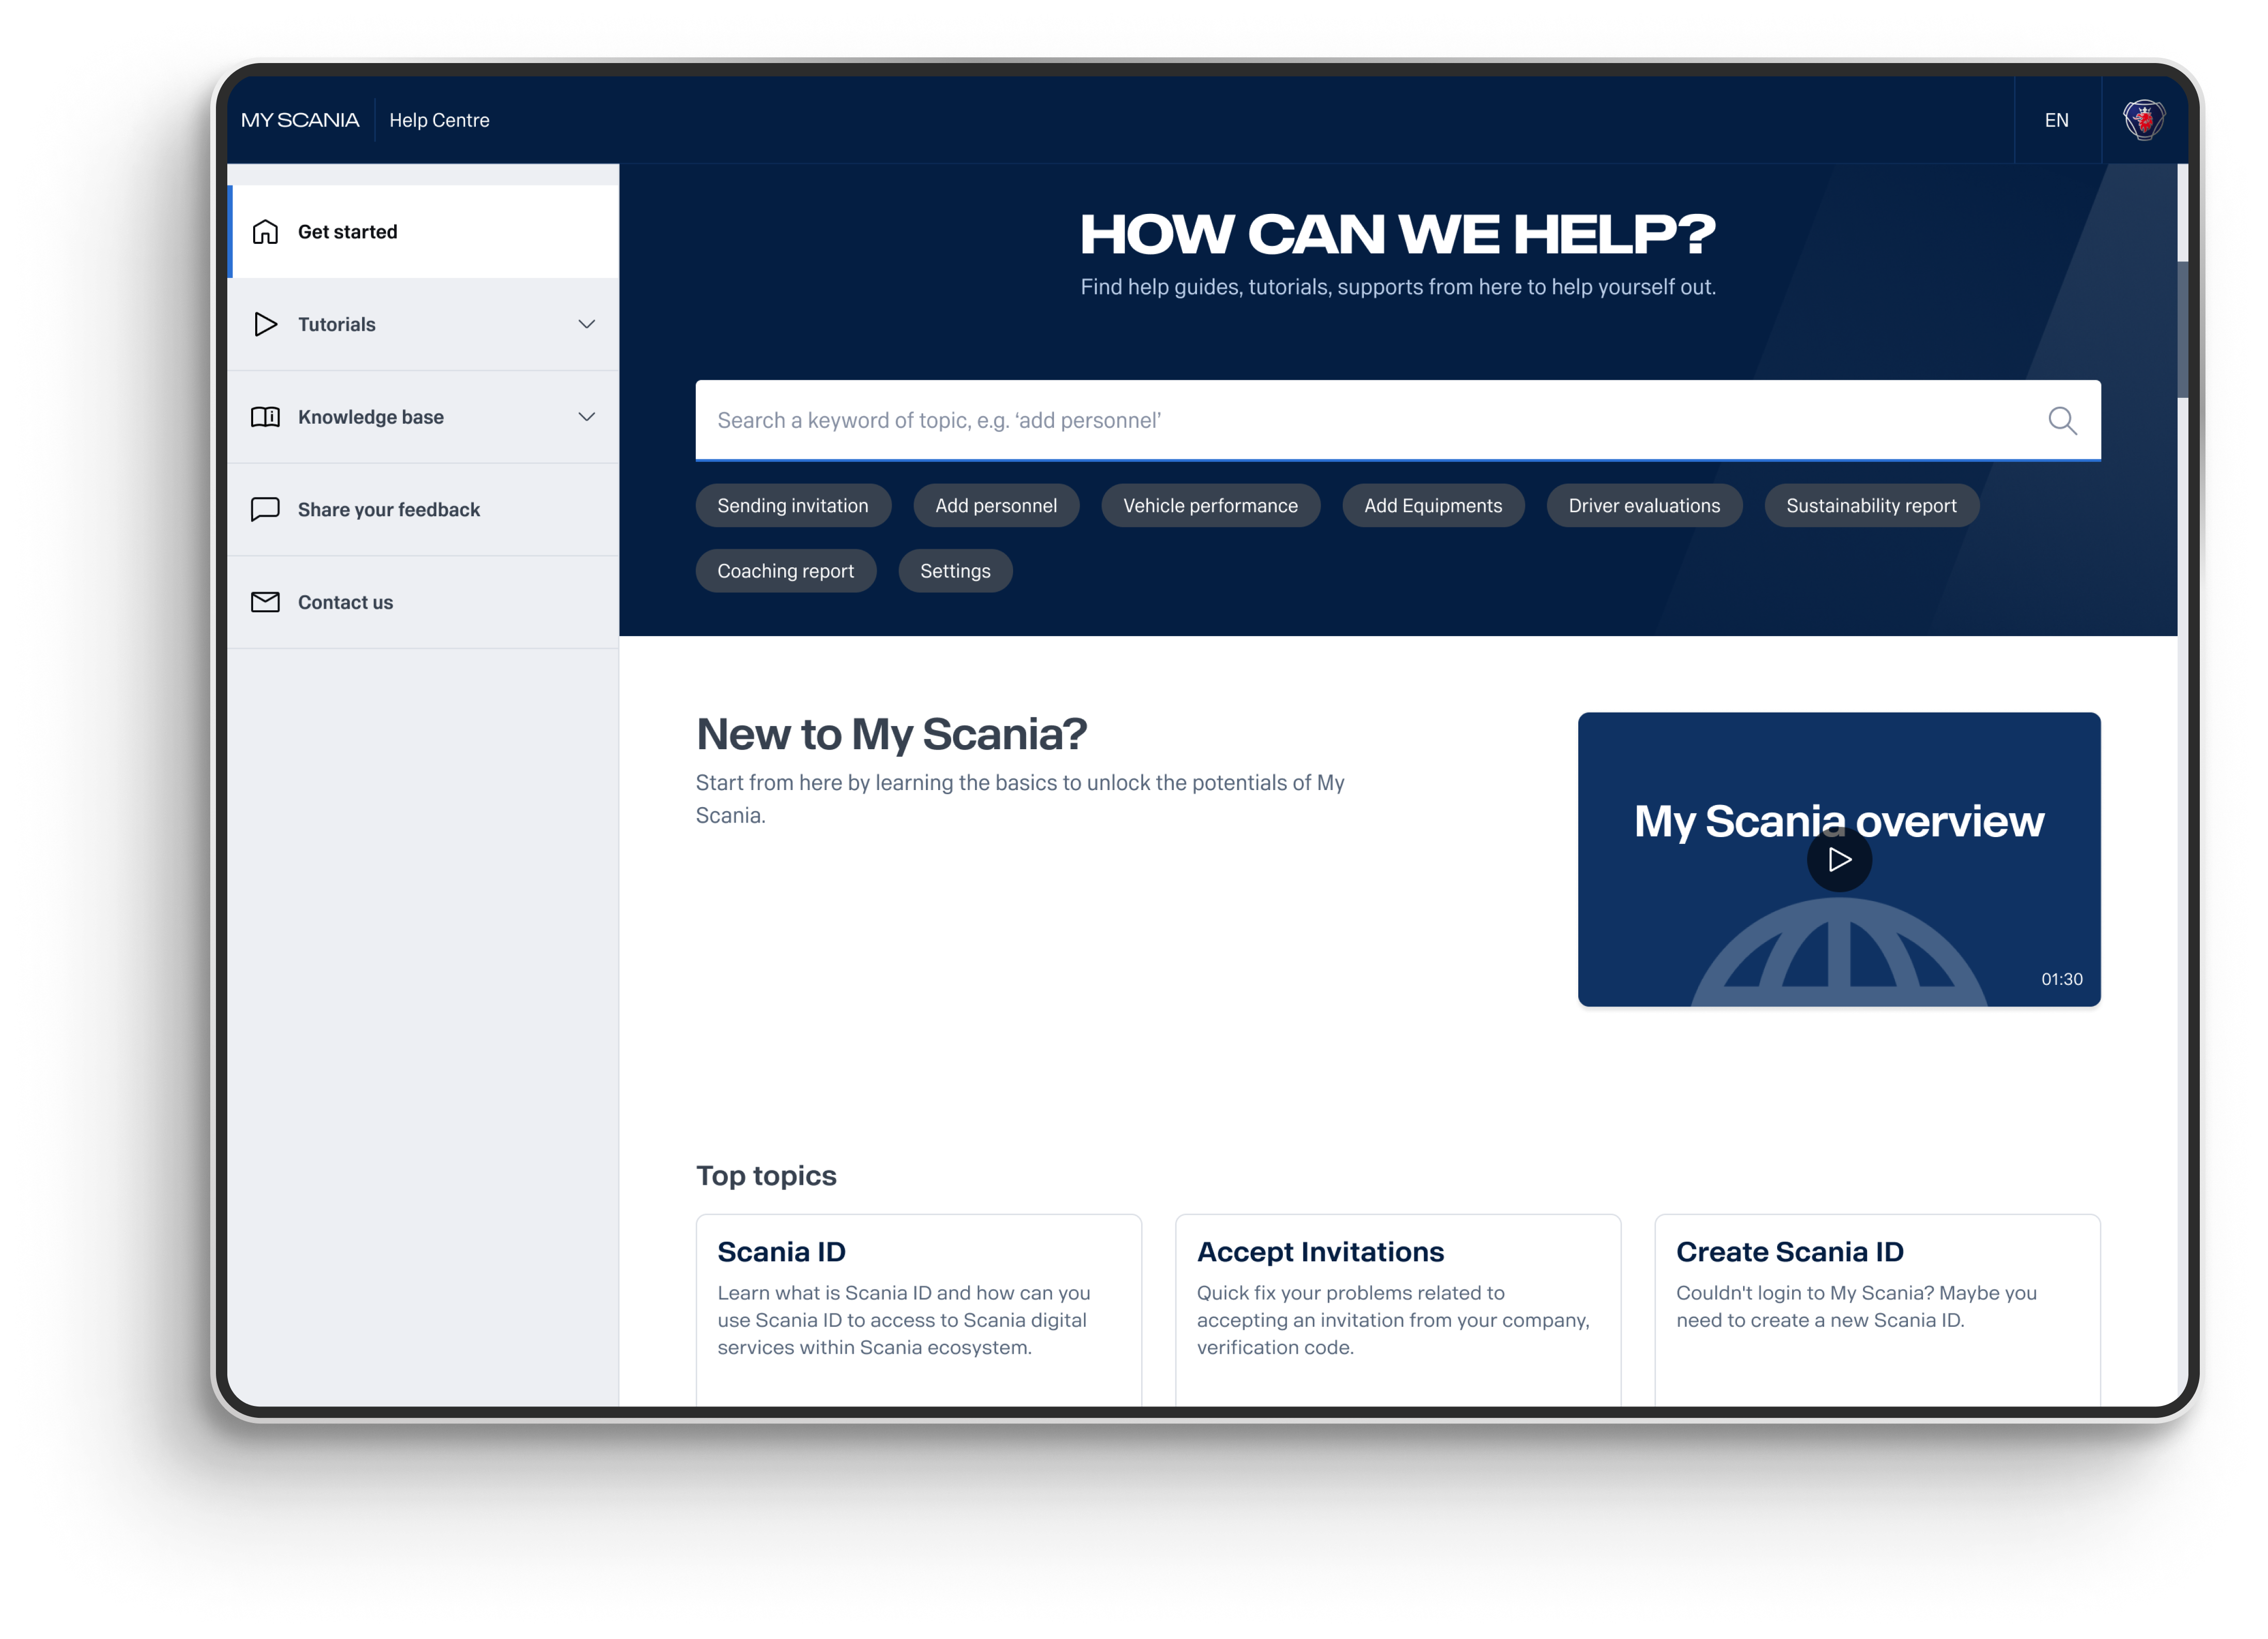 MY SCANIA
Help Centre
EN
Get started
Tutorials
Knowledge base
Share your feedback
Contact us
HOW CAN WE HELP?
Find help guides, tutorials, supports from here to help yourself out.
Search a keyword of topic, e.g. ‘add personnel’
Sending invitation
Add personnel
Vehicle performance
Add Equipments
Driver evaluations
Sustainability report
Coaching report
Settings
New to My Scania?
Start from here by learning the basics to unlock the potentials of My
Scania.
My Scania overview
01:30
Top topics
Scania ID
Learn what is Scania ID and how can you
use Scania ID to access to Scania digital
services within Scania ecosystem.
Accept Invitations
Quick fix your problems related to
accepting an invitation from your company,
verification code.
Create Scania ID
Couldn't login to My Scania? Maybe you
need to create a new Scania ID.